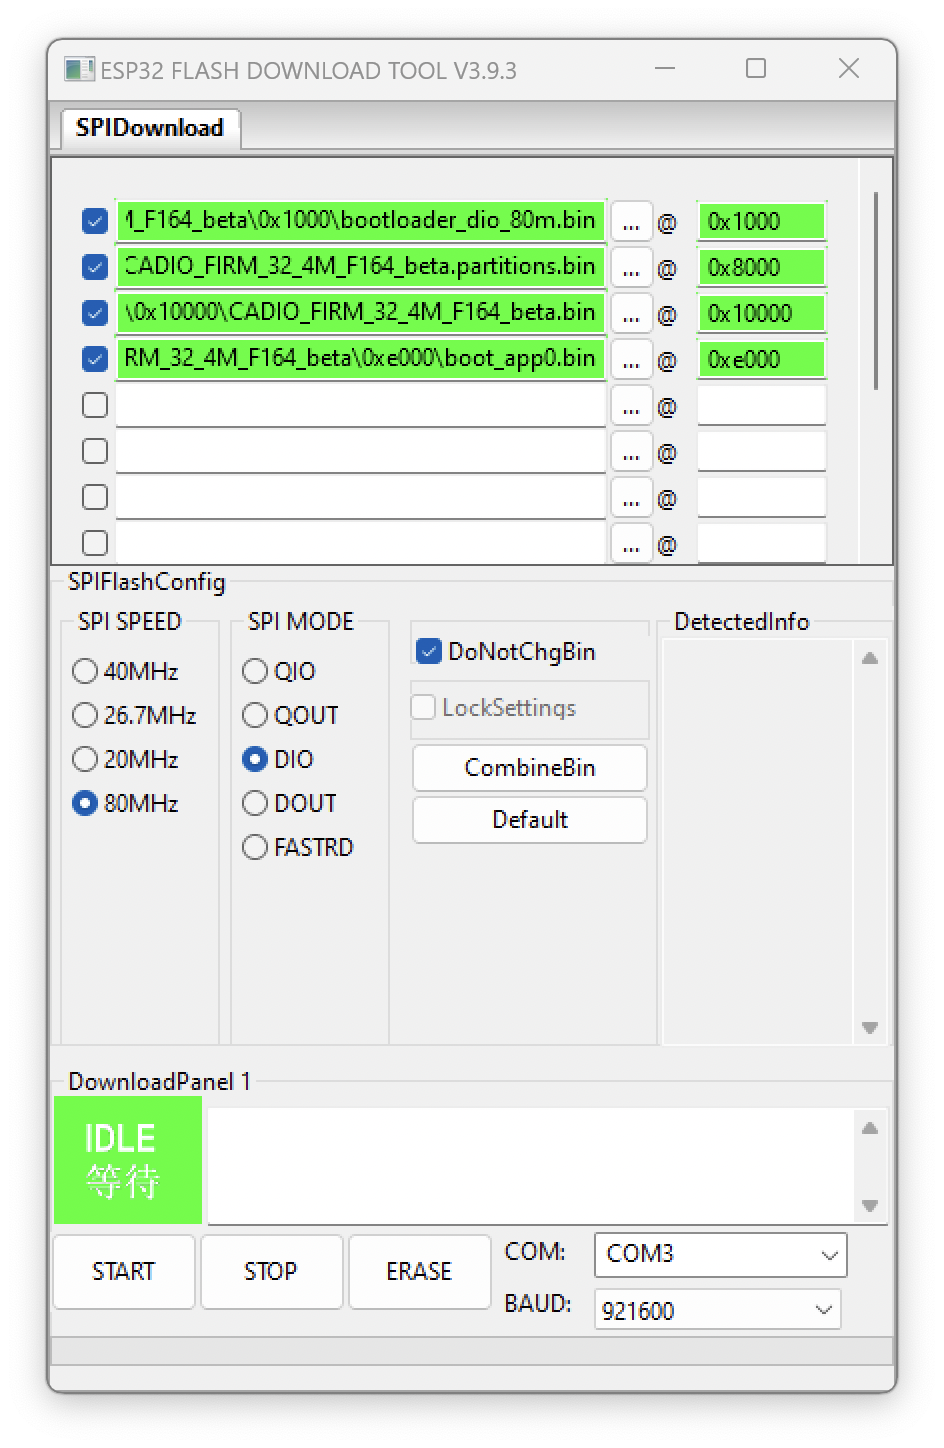 ESP32 FLASH DOWNLOAD TOOL V3.9.3
SPIDownload
_F164_beta\0x1000\bootloader_dio_80m.bin ... @ 0x1000
CADIO_FIRM_32_4M_F164_beta.partitions.bin ... @ 0x8000
\0x10000\CADIO_FIRM_32_4M_F164_beta.bin ... @ 0x10000
RM_32_4M_F164_beta\0xe000\boot_app0.bin ... @ 0xe000
... @
... @
... @
... @
SPIFlashConfig
SPI SPEED
40MHz
26.7MHz
20MHz
80MHz
SPI MODE
QIO
QOUT
DIO
DOUT
FASTRD
DoNotChgBin
LockSettings
CombineBin
Default
DetectedInfo
DownloadPanel 1
IDLE
等待
START STOP ERASE
COM: COM3
BAUD: 921600